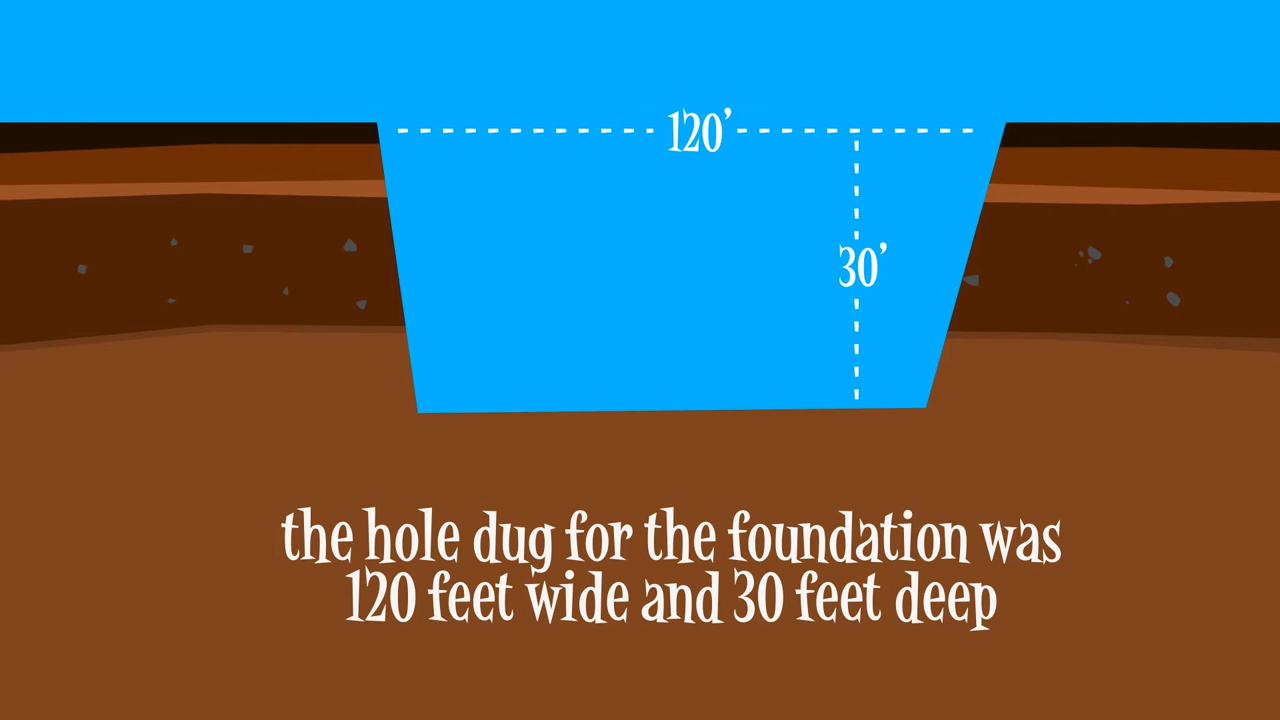 120’
30’
the hole dug for the foundation was
120 feet wide and 30 feet deep